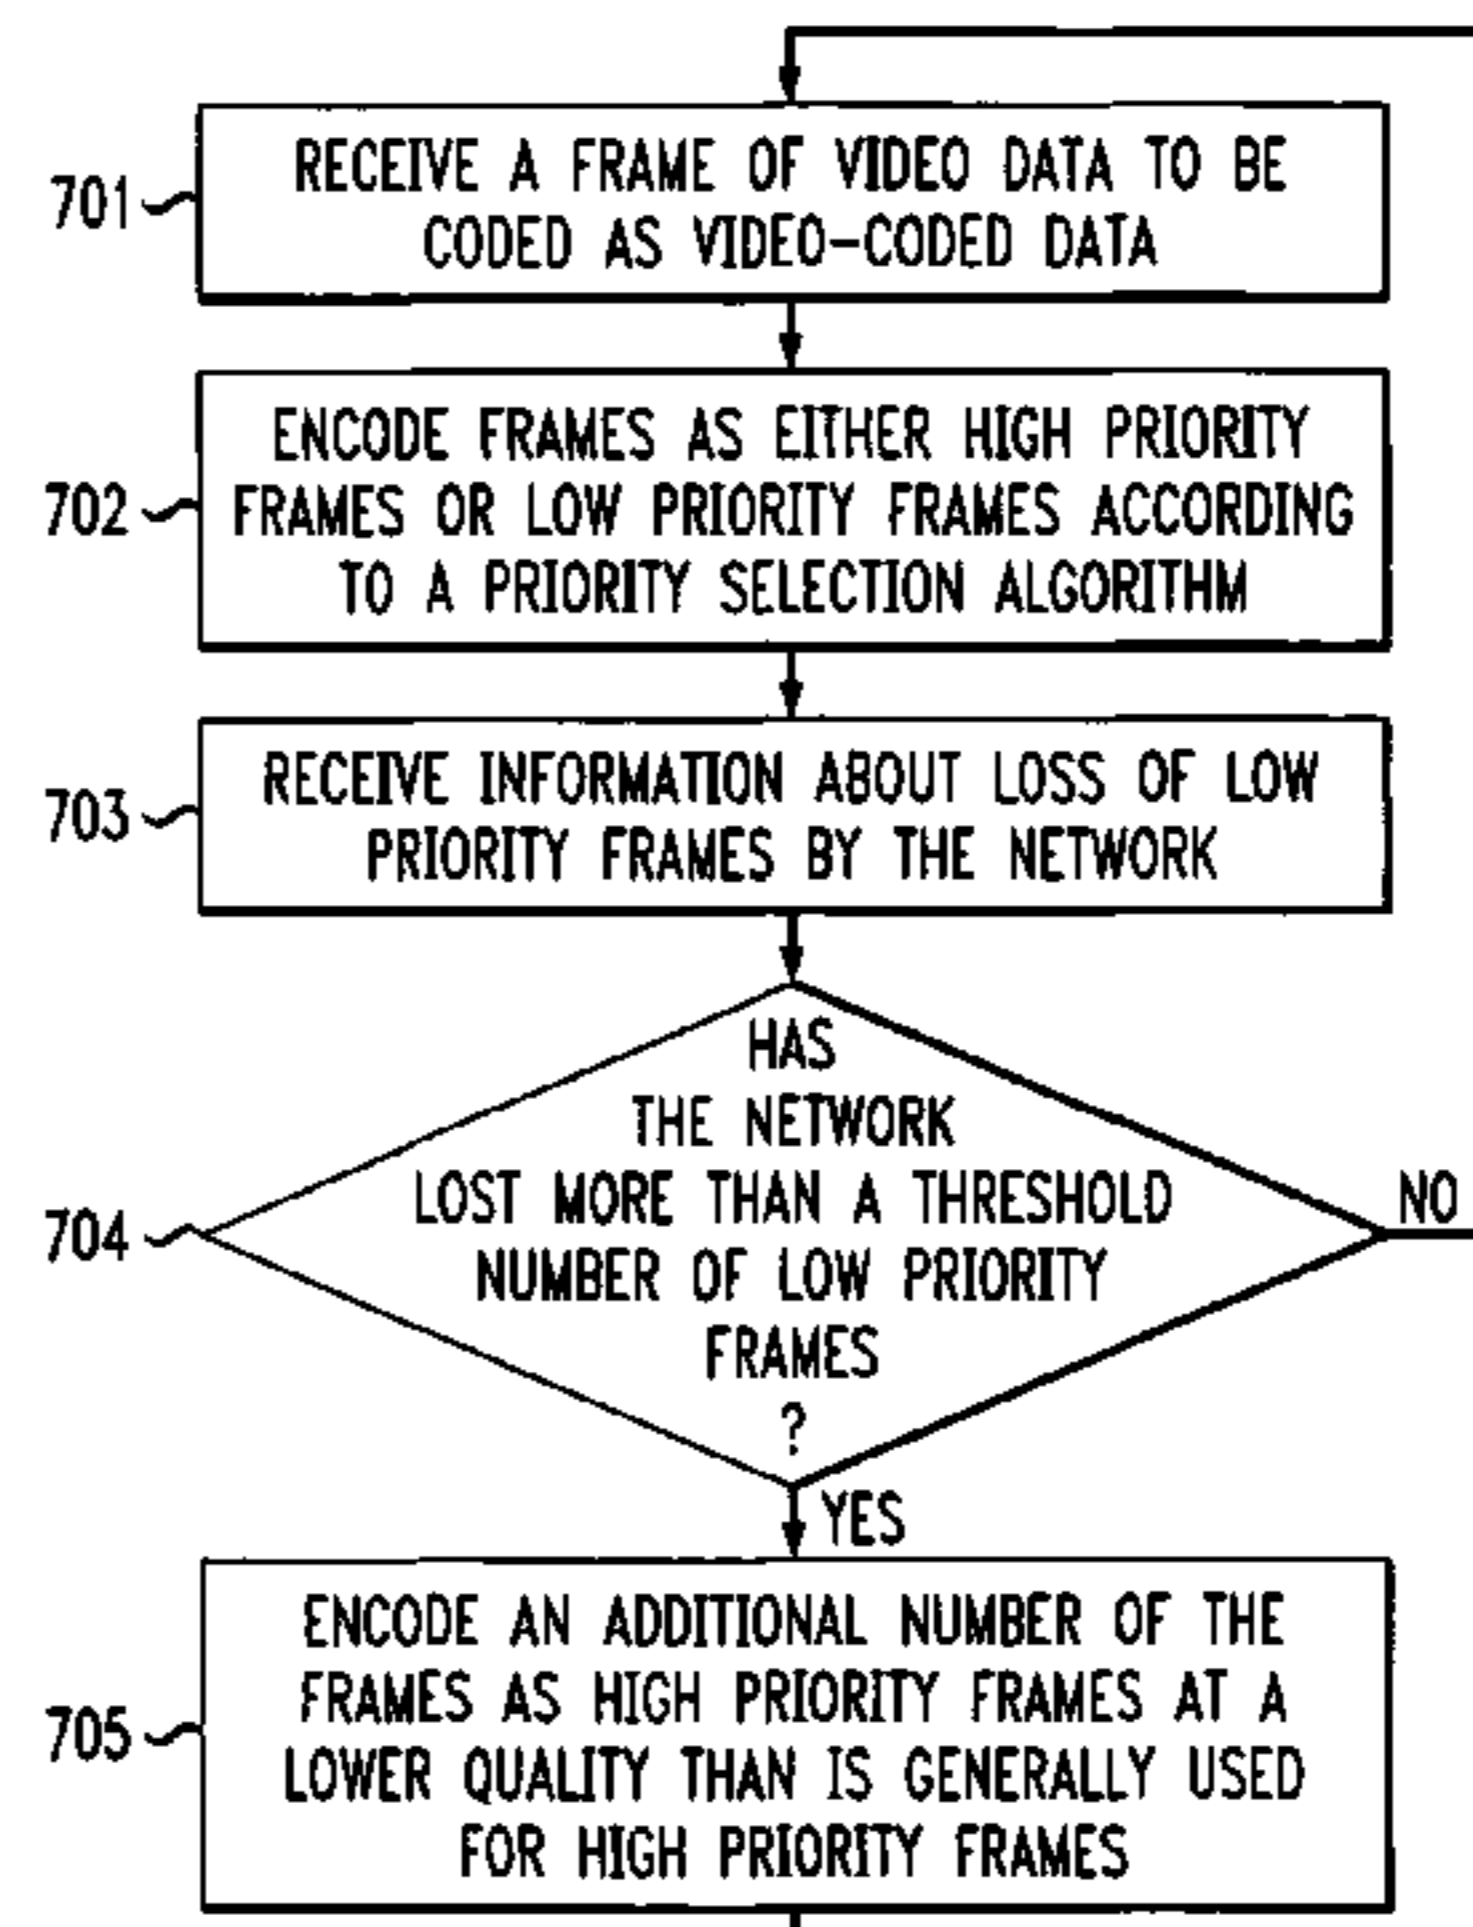 701
RECEIVE A FRAME OF VIDEO DATA TO BE
CODED AS VIDEO-CODED DATA
702
ENCODE FRAMES AS EITHER HIGH PRIORITY
FRAMES OR LOW PRIORITY FRAMES ACCORDING
TO A PRIORITY SELECTION ALGORITHM
703
RECEIVE INFORMATION ABOUT LOSS OF LOW
PRIORITY FRAMES BY THE NETWORK
704
HAS
THE NETWORK
LOST MORE THAN A THRESHOLD
NUMBER OF LOW PRIORITY
FRAMES
?
NO
YES
705
ENCODE AN ADDITIONAL NUMBER OF THE
FRAMES AS HIGH PRIORITY FRAMES AT A
LOWER QUALITY THAN IS GENERALLY USED
FOR HIGH PRIORITY FRAMES